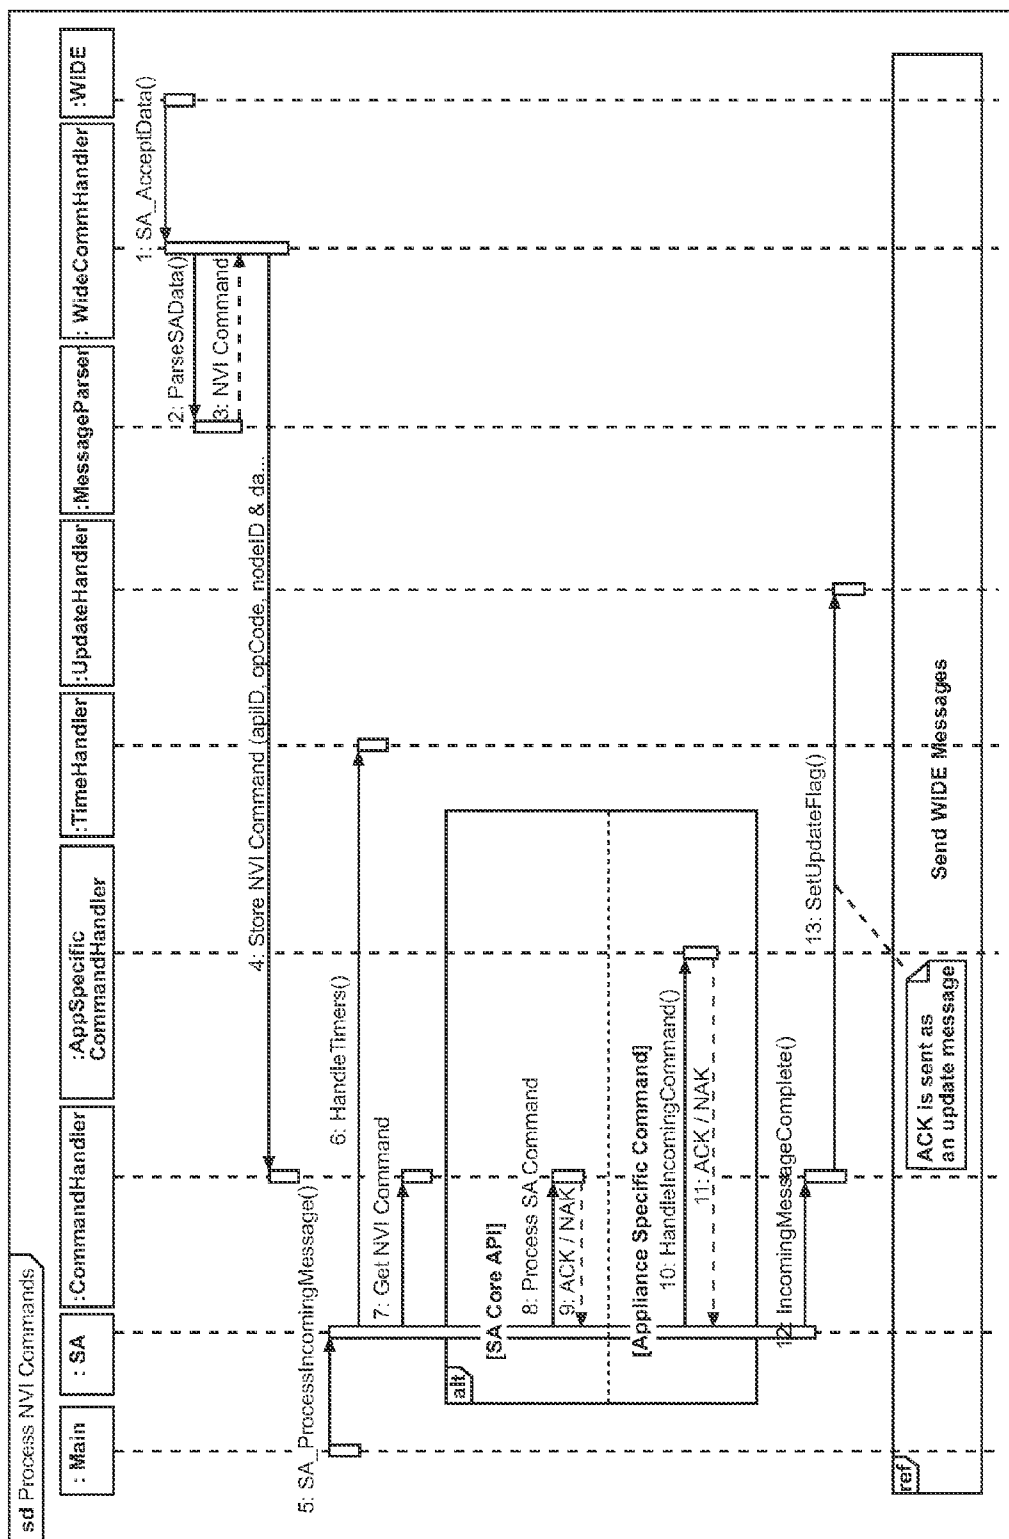 sd Process NVI Commands
: Main
: SA
:CommandHandler
:AppSpecific
CommandHandler
:TimeHandler
:UpdateHandler
:MessageParser
: WideCommHandler
:WIDE
1: SA_AcceptData()
2: ParseSAData()
3: NVI Command
4: Store NVI Command (apiID, opCode, nodeID & da...
5: SA_ProcessIncomingMessage()
6: HandleTimers()
7: Get NVI Command
alt
[SA Core API]
8: Process SA Command
9: ACK / NAK
[Appliance Specific Command]
10: HandleIncomingCommand()
11: ACK / NAK
12: IncomingMessageComplete()
13: SetUpdateFlag()
ref
Send WIDE Messages
ACK is sent as
an update message